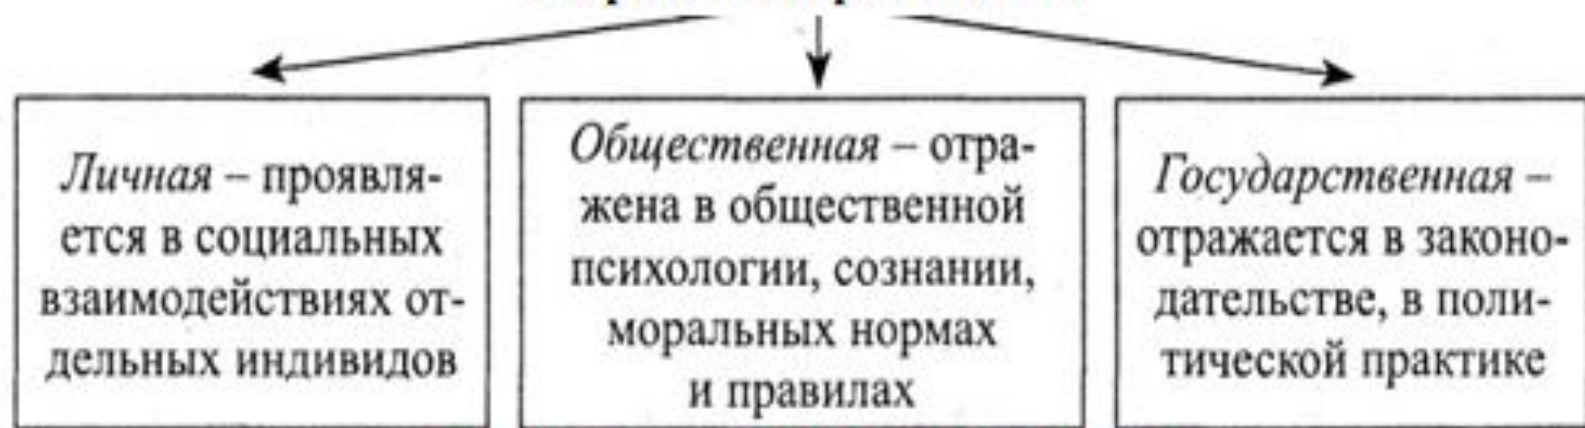 Личная – проявля-
ется в социальных
взаимодействиях от-
дельных индивидов
Общественная – отра-
жена в общественной
психологии, сознании,
моральных нормах
и правилах
Государственная –
отражается в законо-
дательстве, в поли-
тической практике